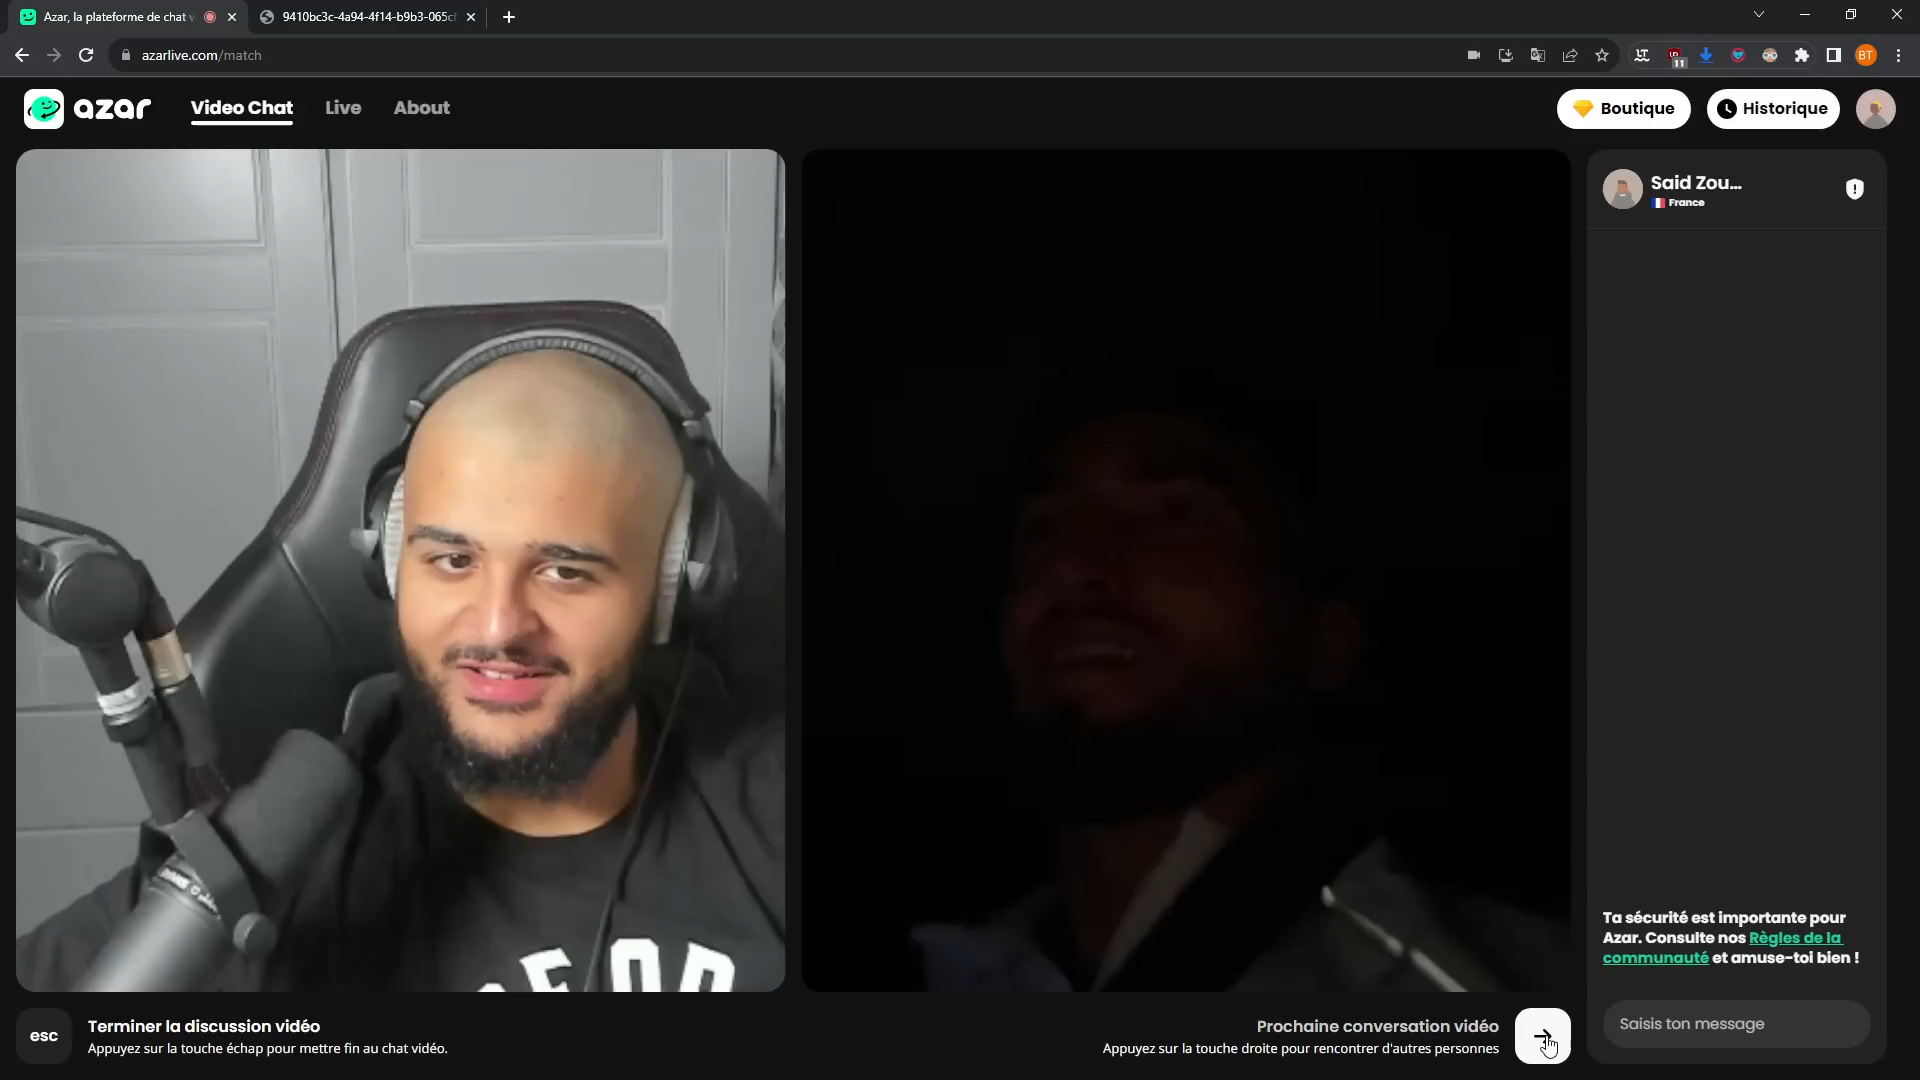 Azar, la plateforme de chat v
9410bc3c-4a94-4f14-b9b3-065cf
azarlive.com/match
11
BT
azar
Video Chat
Live
About
Boutique
Historique
Said Zou...
France
Ta sécurité est importante pour
Azar. Consulte nos Règles de la
communauté et amuse-toi bien !
Saisis ton message
esc
Terminer la discussion vidéo
Appuyez sur la touche échap pour mettre fin au chat vidéo.
Prochaine conversation vidéo
Appuyez sur la touche droite pour rencontrer d'autres personnes